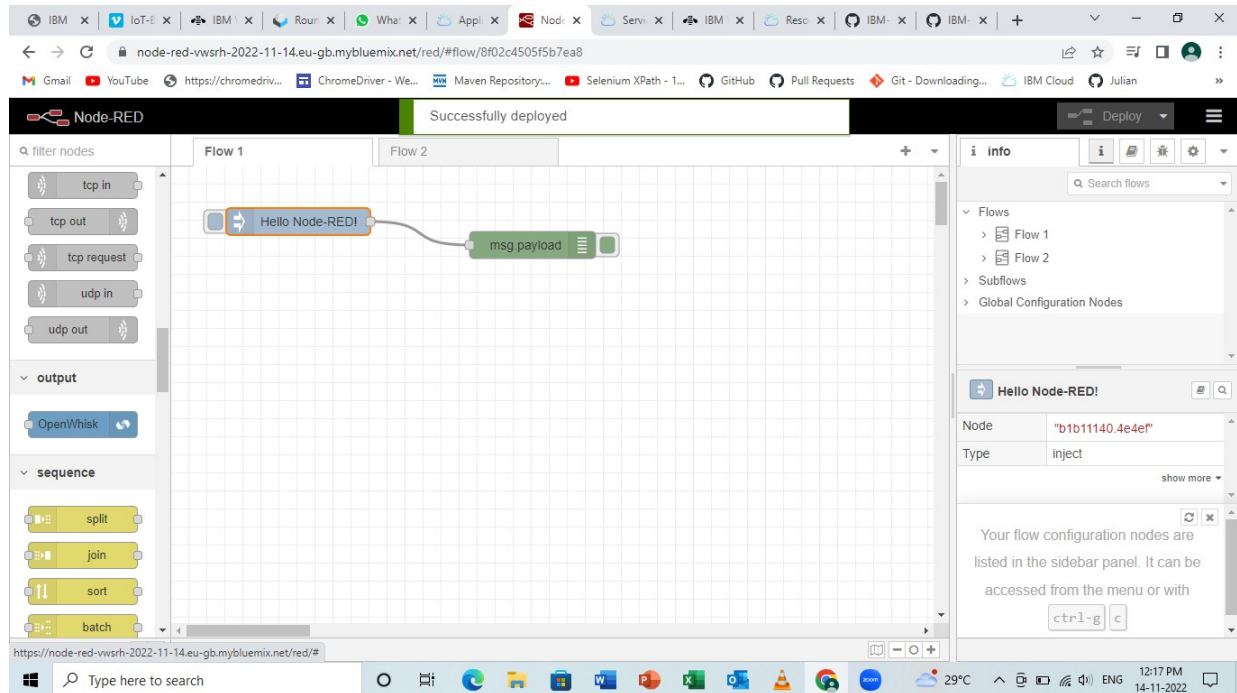 IBM
IoT-E
IBM
Roun
What
Appli
Node
Servi
IBM
Reso
IBM-
IBM-
node-red-vwsrh-2022-11-14.eu-gb.mybluemix.net/red/#flow/8f02c4505f5b7ea8
Gmail YouTube https://chromedriv... ChromeDriver - We... MVN Maven Repository:... Selenium XPath - 1... GitHub Pull Requests Git - Downloading... IBM Cloud Julian »
Node-RED
Successfully deployed
Deploy
filter nodes
Flow 1
Flow 2
i info
i
tcp in
tcp out
tcp request
udp in
udp out
output
OpenWhisk
sequence
split
join
sort
batch
Hello Node-RED!
msg.payload
Search flows
Flows
Flow 1
Flow 2
Subflows
Global Configuration Nodes
Hello Node-RED!
Node "b1b11140.4e4ef"
Type inject
show more
Your flow configuration nodes are
listed in the sidebar panel. It can be
accessed from the menu or with
ctrl-g c
https://node-red-vwsrh-2022-11-14.eu-gb.mybluemix.net/red/#
Type here to search
zoom
29°C
ENG
12:17 PM
14-11-2022